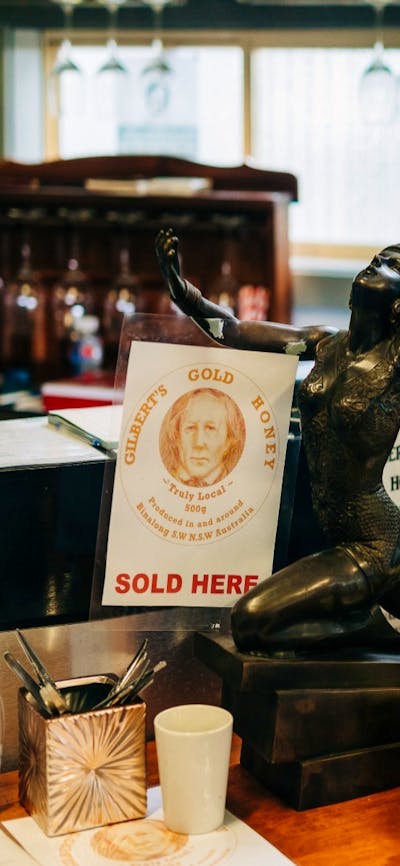 GILBERT'S GOLD HONEY
~Truly Local~
500g
Produced in and around
Binalong S.W N.S.W Australia
SOLD HERE